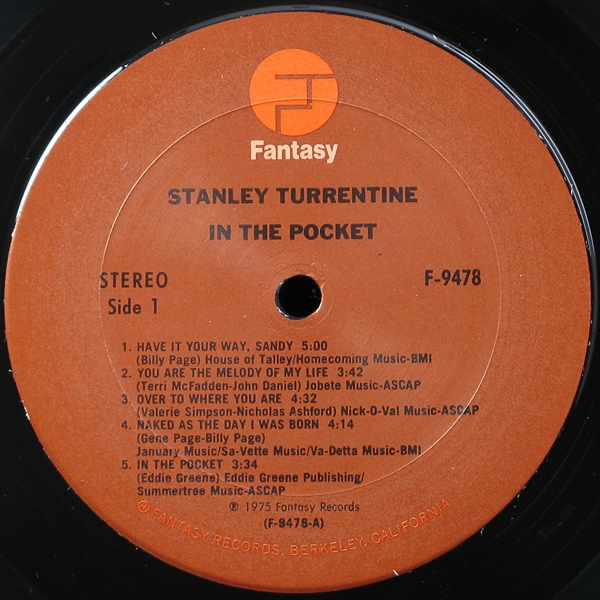 Fantasy
STANLEY TURRENTINE
IN THE POCKET
STEREO
Side 1
F-9478
1. HAVE IT YOUR WAY, SANDY 5:00
(Billy Page) House of Talley/Homecoming Music-BMI
2. YOU ARE THE MELODY OF MY LIFE 3:42
(Terri McFadden-John Daniel) Jobete Music-ASCAP
3. OVER TO WHERE YOU ARE 4:32
(Valerie Simpson-Nicholas Ashford) Nick-O-Val Music-ASCAP
4. NAKED AS THE DAY I WAS BORN 4:14
(Gene Page-Billy Page)
January Music/Sa-Vette Music/Va-Detta Music-BMI
5. IN THE POCKET 3:34
(Eddie Greene) Eddie Greene Publishing/
Summertree Music-ASCAP
℗ 1975 Fantasy Records
(F-9478-A)
® FANTASY RECORDS, BERKELEY, CALIFORNIA